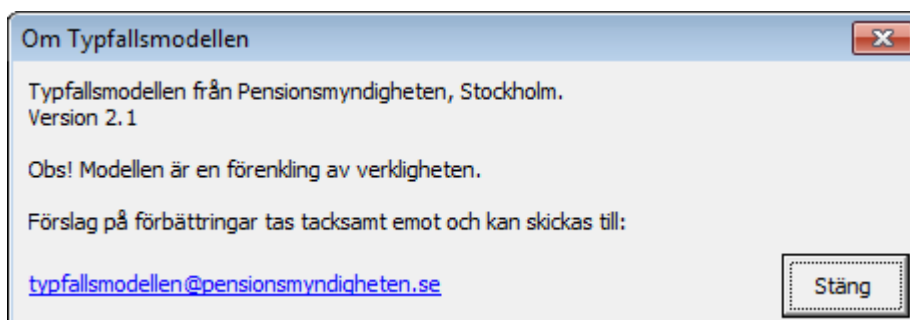 Om Typfallsmodellen
Typfallsmodellen från Pensionsmyndigheten, Stockholm.
Version 2.1
Obs! Modellen är en förenkling av verkligheten.
Förslag på förbättringar tas tacksamt emot och kan skickas till:
typfallsmodellen@pensionsmyndigheten.se
Stäng